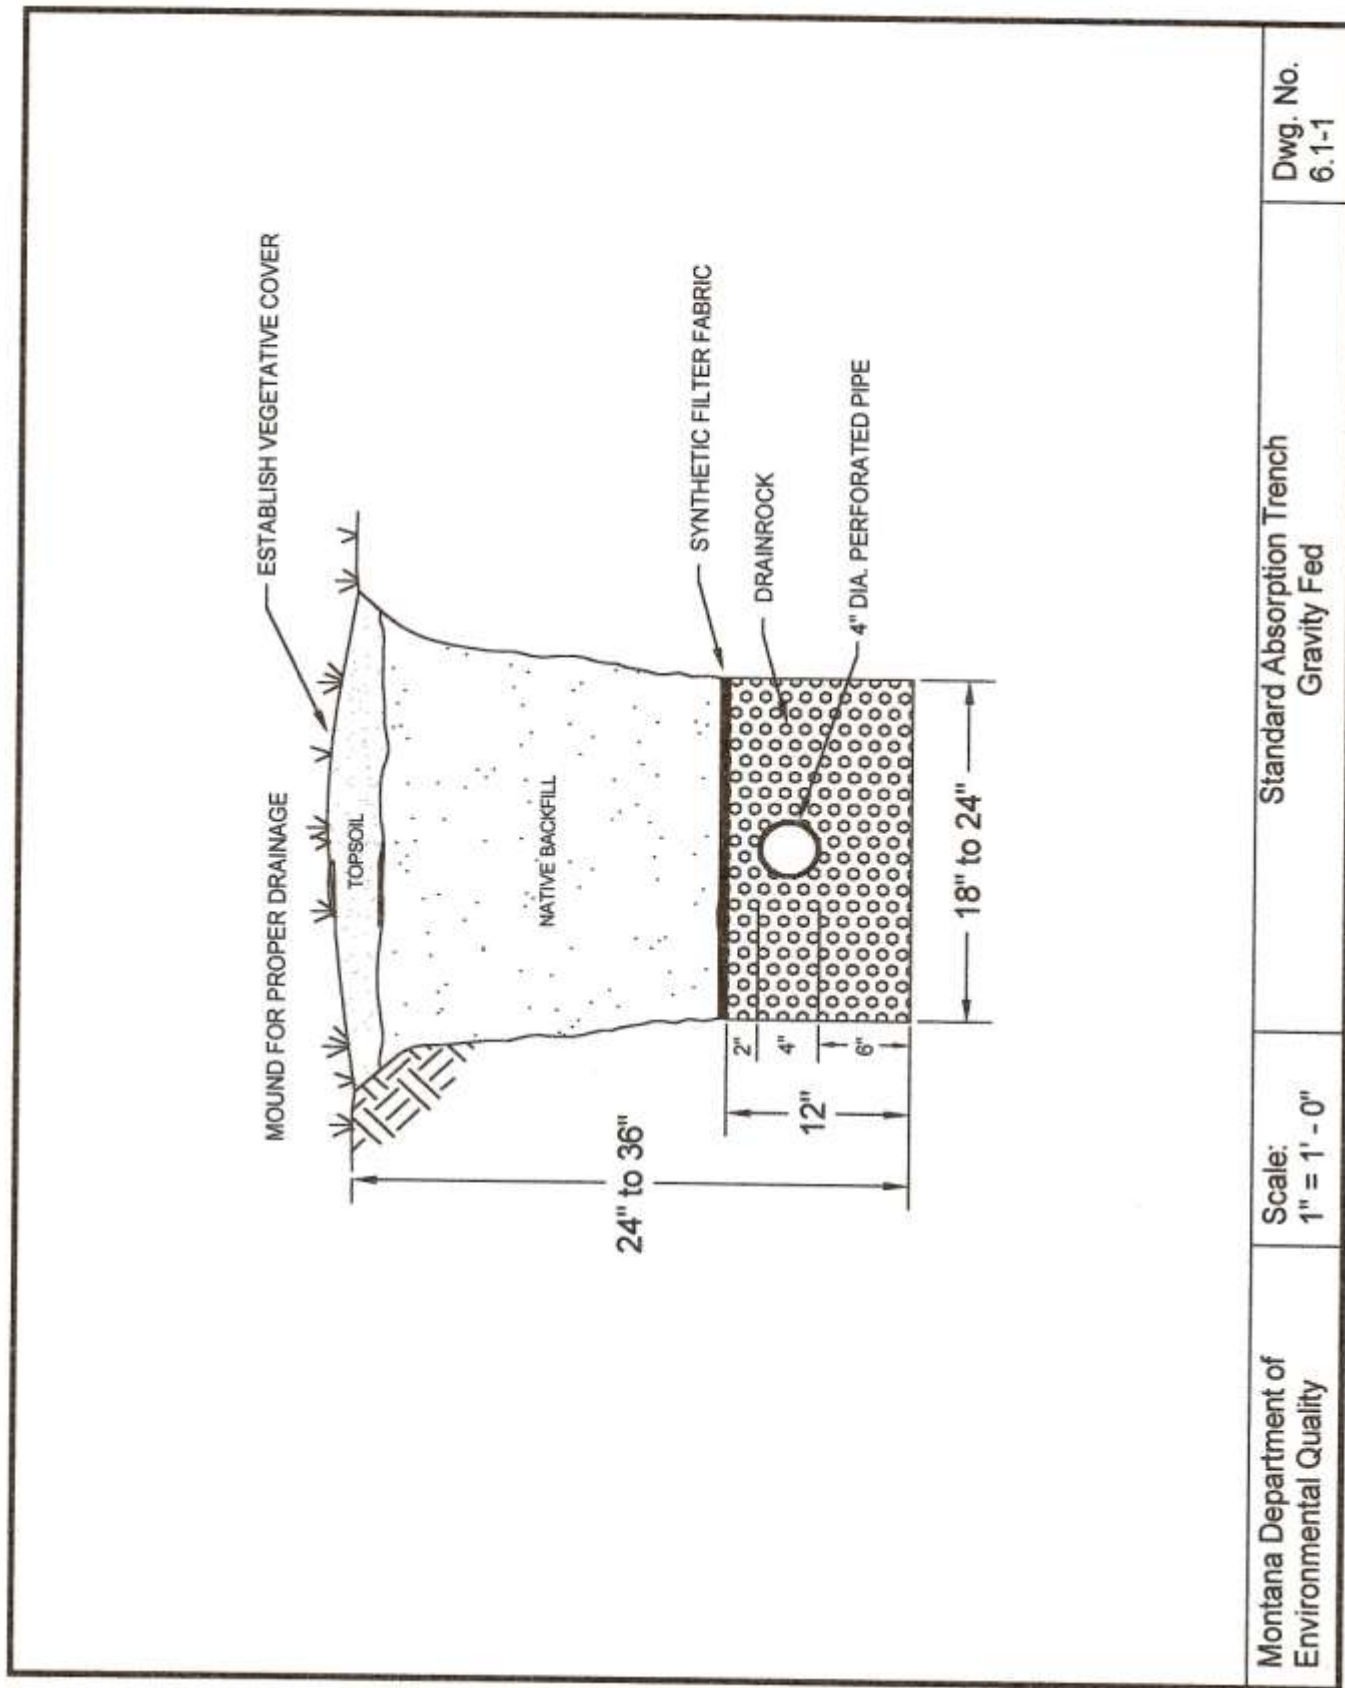 ESTABLISH VEGETATIVE COVER
MOUND FOR PROPER DRAINAGE
TOPSOIL
NATIVE BACKFILL
24" to 36"
SYNTHETIC FILTER FABRIC
DRAINROCK
4" DIA. PERFORATED PIPE
2"
4"
6"
12"
18" to 24"
Montana Department of
Environmental Quality
Scale:
1" = 1' - 0"
Standard Absorption Trench
Gravity Fed
Dwg. No.
6.1-1